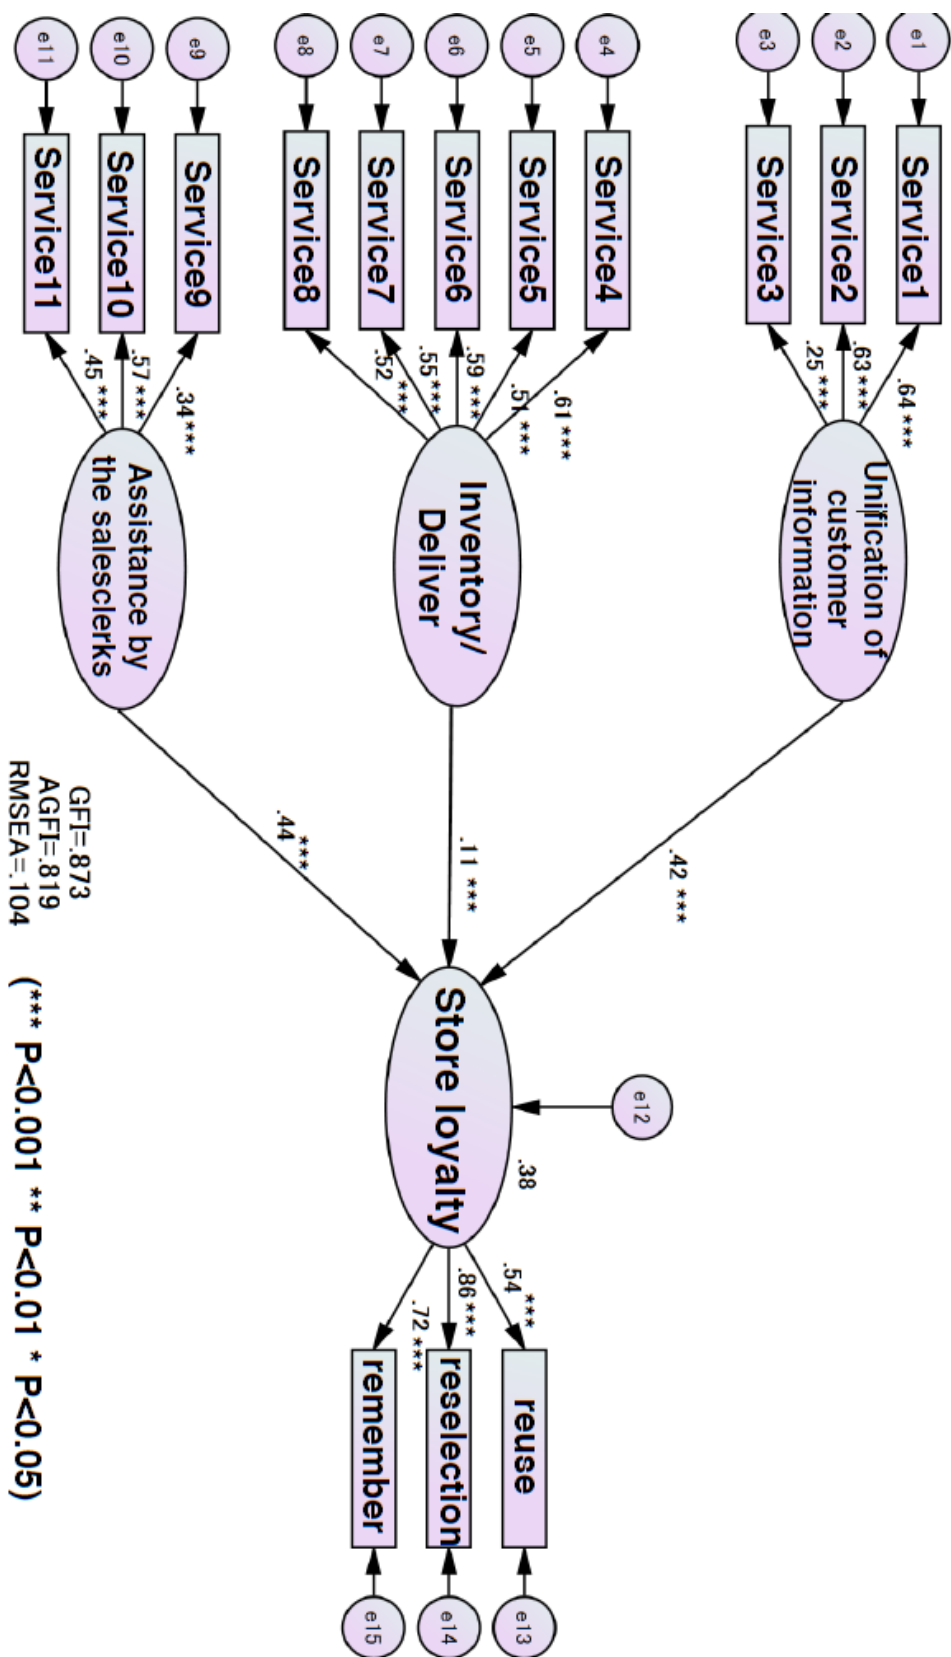 e1
Service1
e2
Service2
e3
Service3
.64 ***
.63 ***
.25 ***
Unification of
customer
information
e4
Service4
e5
Service5
e6
Service6
e7
Service7
e8
Service8
.61 ***
.51 ***
.59 ***
.55 ***
.52 ***
Inventory/
Deliver
e9
Service9
e10
Service10
e11
Service11
.34 ***
.57 ***
.45 ***
Assistance by
the salesclerks
.42 ***
.11 ***
.44 ***
e12
.38
Store loyalty
.54 ***
.86 ***
.72 ***
reuse
e13
reselection
e14
remember
e15
GFI=.873
AGFI=.819
RMSEA=.104
(*** P<0.001 ** P<0.01 * P<0.05)